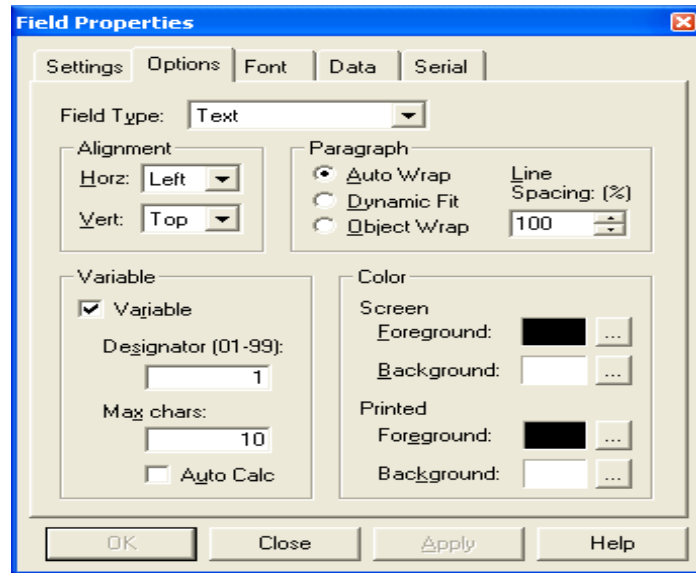 Field Properties
Settings Options Font Data Serial
Field Type: Text
Alignment
Horz: Left
Vert: Top
Paragraph
Auto Wrap
Dynamic Fit
Object Wrap
Line
Spacing: (%)
100
Variable
Variable
Designator (01-99):
1
Max chars:
10
Auto Calc
Color
Screen
Foreground: ...
Background: ...
Printed
Foreground: ...
Background: ...
OK Close Apply Help